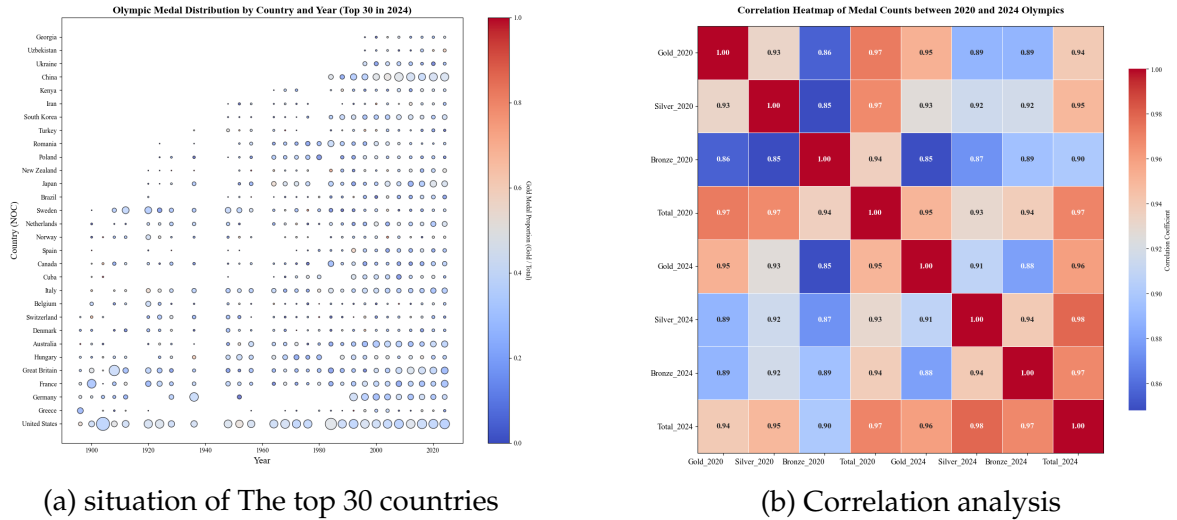 Olympic Medal Distribution by Country and Year (Top 30 in 2024)
Georgia
Uzbekistan
Ukraine
China
Kenya
Iran
South Korea
Turkey
Romania
Poland
New Zealand
Japan
Brazil
Sweden
Netherlands
Norway
Spain
Canada
Cuba
Italy
Belgium
Switzerland
Denmark
Australia
Hungary
Great Britain
France
Germany
Greece
United States
Country (NOC)
1900 1920 1940 1960 1980 2000 2020
Year
1.0
0.8
0.6
0.4
0.2
0.0
Gold Medal Proportion (Gold / Total)
(a) situation of The top 30 countries
Correlation Heatmap of Medal Counts between 2020 and 2024 Olympics
Gold_2020 1.00 0.93 0.86 0.97 0.95 0.89 0.89 0.94
Silver_2020 0.93 1.00 0.85 0.97 0.93 0.92 0.92 0.95
Bronze_2020 0.86 0.85 1.00 0.94 0.85 0.87 0.89 0.90
Total_2020 0.97 0.97 0.94 1.00 0.95 0.93 0.94 0.97
Gold_2024 0.95 0.93 0.85 0.95 1.00 0.91 0.88 0.96
Silver_2024 0.89 0.92 0.87 0.93 0.91 1.00 0.94 0.98
Bronze_2024 0.89 0.92 0.89 0.94 0.88 0.94 1.00 0.97
Total_2024 0.94 0.95 0.90 0.97 0.96 0.98 0.97 1.00
Gold_2020 Silver_2020 Bronze_2020 Total_2020 Gold_2024 Silver_2024 Bronze_2024 Total_2024
1.00
0.98
0.96
0.94
0.92
0.90
0.88
0.86
Correlation Coefficient
(b) Correlation analysis